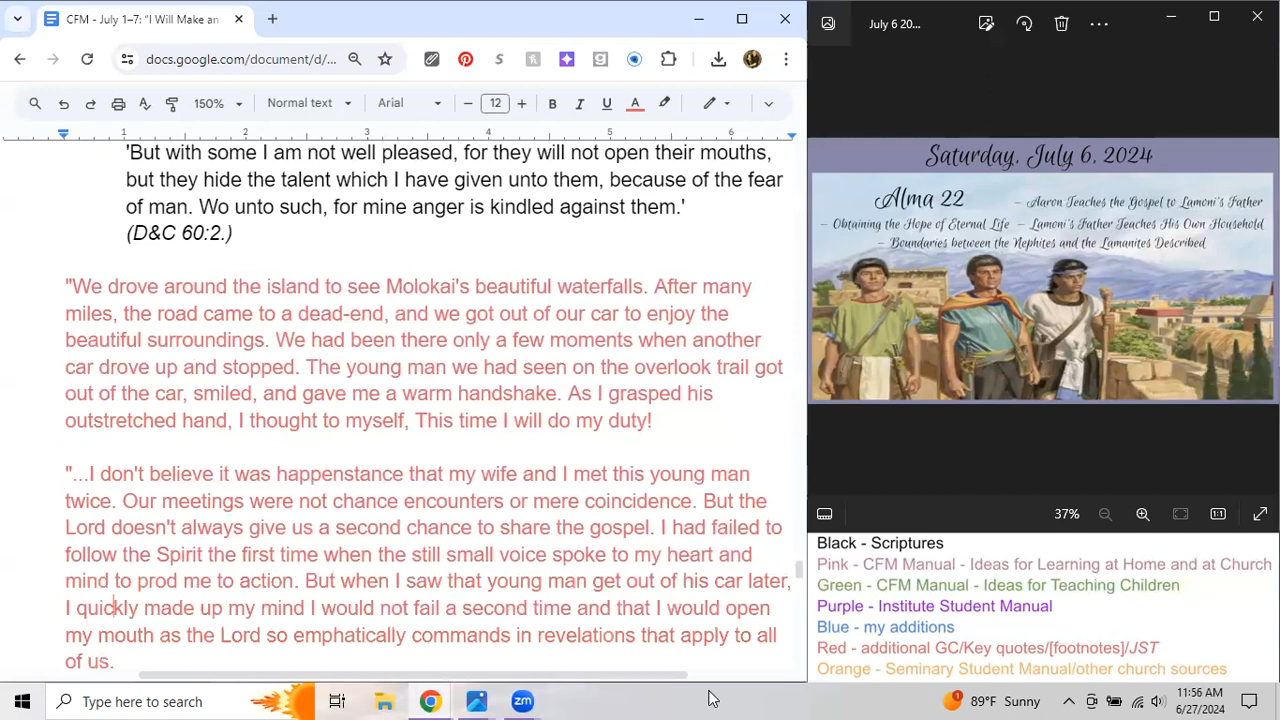 CFM - July 1–7: “I Will Make an
docs.google.com/document/d/...
150%
Normal text
Arial
12
1 2 3 4 5 6
'But with some I am not well pleased, for they will not open their mouths,
but they hide the talent which I have given unto them, because of the fear
of man. Wo unto such, for mine anger is kindled against them.'
(D&C 60:2.)
"We drove around the island to see Molokai's beautiful waterfalls. After many
miles, the road came to a dead-end, and we got out of our car to enjoy the
beautiful surroundings. We had been there only a few moments when another
car drove up and stopped. The young man we had seen on the overlook trail got
out of the car, smiled, and gave me a warm handshake. As I grasped his
outstretched hand, I thought to myself, This time I will do my duty!
"...I don't believe it was happenstance that my wife and I met this young man
twice. Our meetings were not chance encounters or mere coincidence. But the
Lord doesn't always give us a second chance to share the gospel. I had failed to
follow the Spirit the first time when the still small voice spoke to my heart and
mind to prod me to action. But when I saw that young man get out of his car later,
I quickly made up my mind I would not fail a second time and that I would open
my mouth as the Lord so emphatically commands in revelations that apply to all
of us.
July 6 20...
Saturday, July 6, 2024
Alma 22
– Aaron Teaches the Gospel to Lamoni's Father
– Obtaining the Hope of Eternal Life – Lamoni's Father Teaches His Own Household
– Boundaries between the Nephites and the Lamanites Described
37%
1:1
Black - Scriptures
Pink - CFM Manual - Ideas for Learning at Home and at Church
Green - CFM Manual - Ideas for Teaching Children
Purple - Institute Student Manual
Blue - my additions
Red - additional GC/Key quotes/[footnotes]/JST
Orange - Seminary Student Manual/other church sources
Type here to search
zm
1
89°F Sunny
11:56 AM
6/27/2024